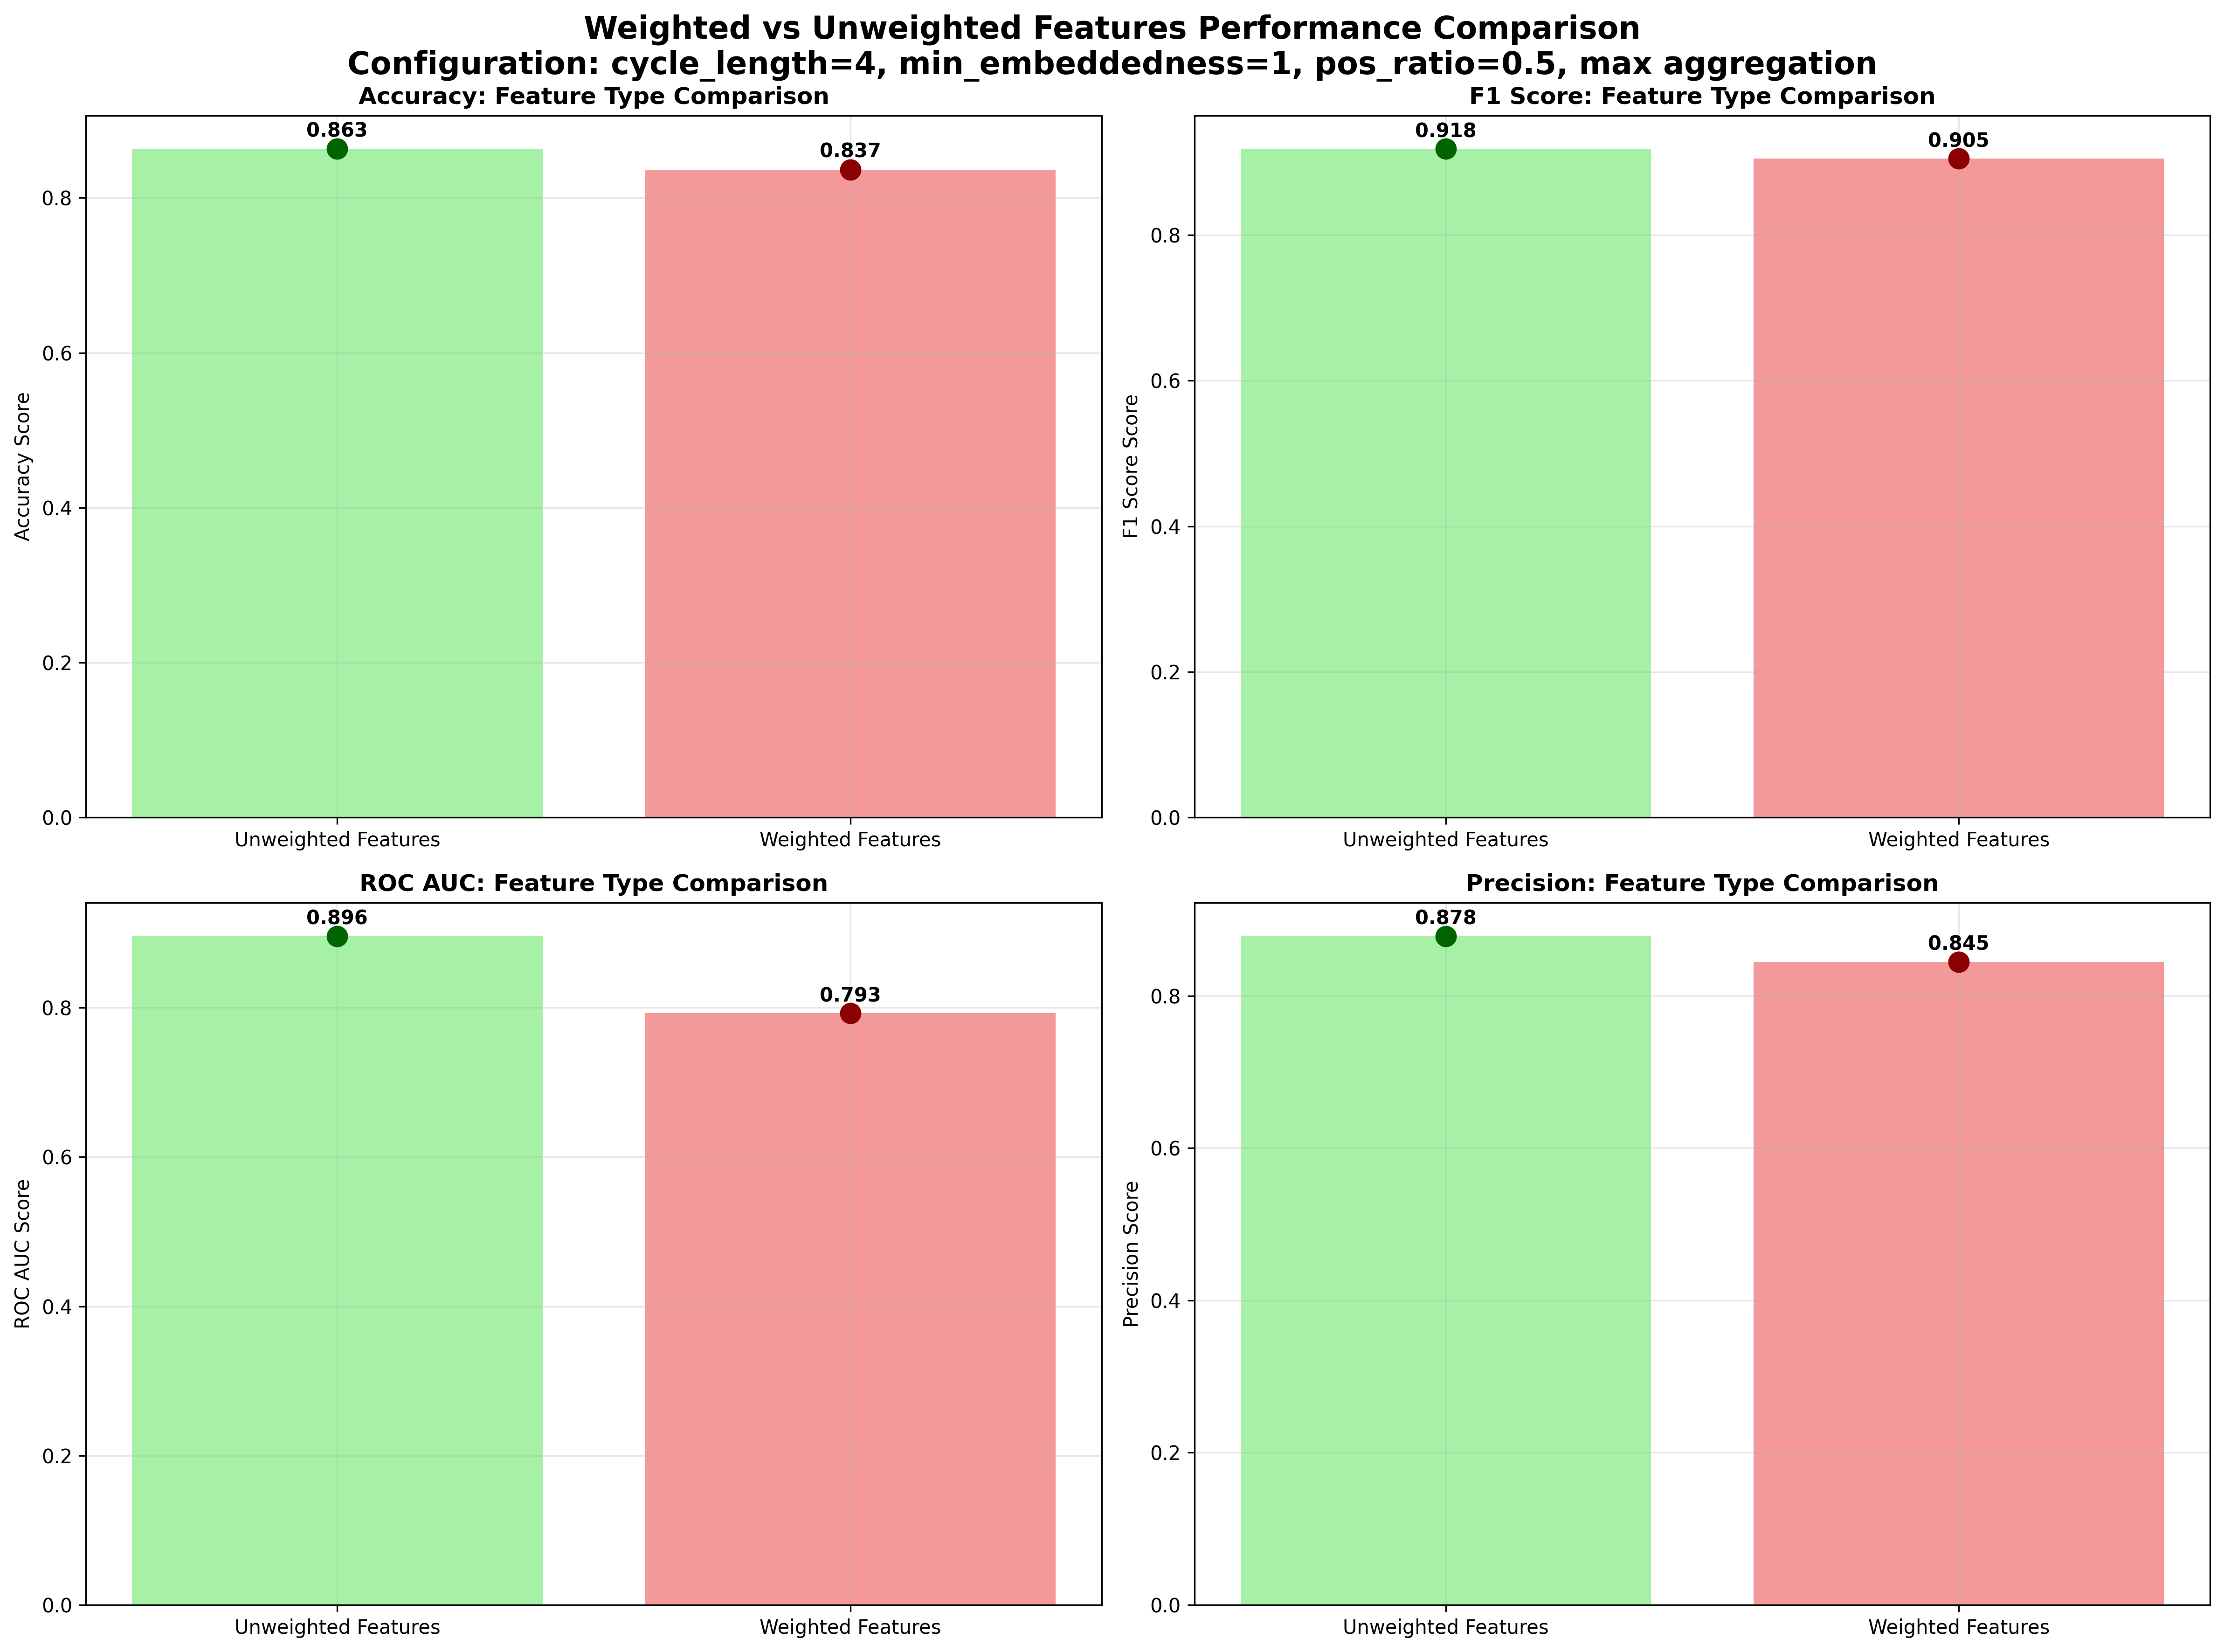 Weighted vs Unweighted Features Performance Comparison
Configuration: cycle_length=4, min_embeddedness=1, pos_ratio=0.5, max aggregation
Accuracy: Feature Type Comparison
0.863
0.837
0.8
0.6
0.4
0.2
0.0
Accuracy Score
Unweighted Features
Weighted Features
F1 Score: Feature Type Comparison
0.918
0.905
0.8
0.6
0.4
0.2
0.0
F1 Score Score
Unweighted Features
Weighted Features
ROC AUC: Feature Type Comparison
0.896
0.793
0.8
0.6
0.4
0.2
0.0
ROC AUC Score
Unweighted Features
Weighted Features
Precision: Feature Type Comparison
0.878
0.845
0.8
0.6
0.4
0.2
0.0
Precision Score
Unweighted Features
Weighted Features